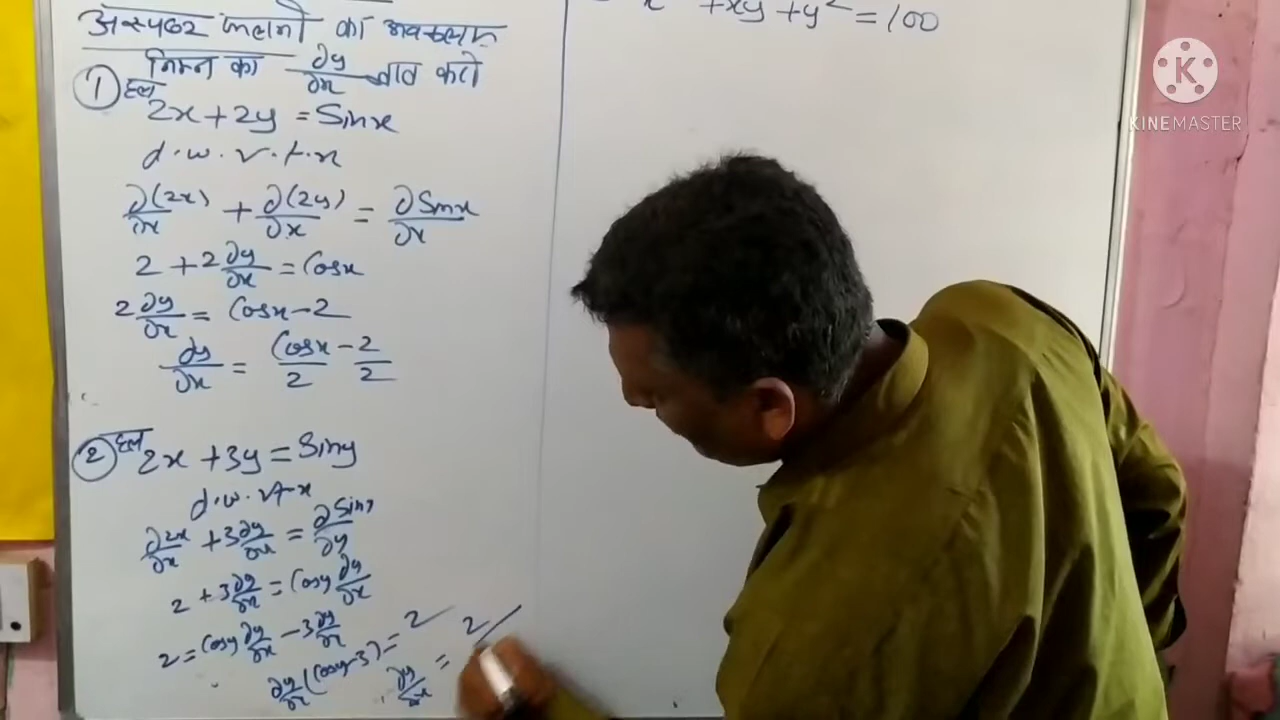 अस्पष्ट फलनों का अवकलन
निम्न का ∂y/∂x ज्ञात करो
① हल 2x + 2y = Sinx
d.w.r.t.x
∂(2x)/∂x + ∂(2y)/∂x = ∂Sinx/∂x
2 + 2∂y/∂x = Cosx
2∂y/∂x = Cosx - 2
∂y/∂x = Cosx/2 - 2/2
② हल 2x + 3y = Siny
d.w.r.t.x
∂2x/∂x + 3∂y/∂x = ∂Siny/∂y
2 + 3∂y/∂x = Cosy ∂y/∂x
2 = Cosy ∂y/∂x - 3∂y/∂x
∂y/∂x (Cosy - 3) = 2
∂y/∂x = 2/
+ xy + y² = 100
K
KINEMASTER